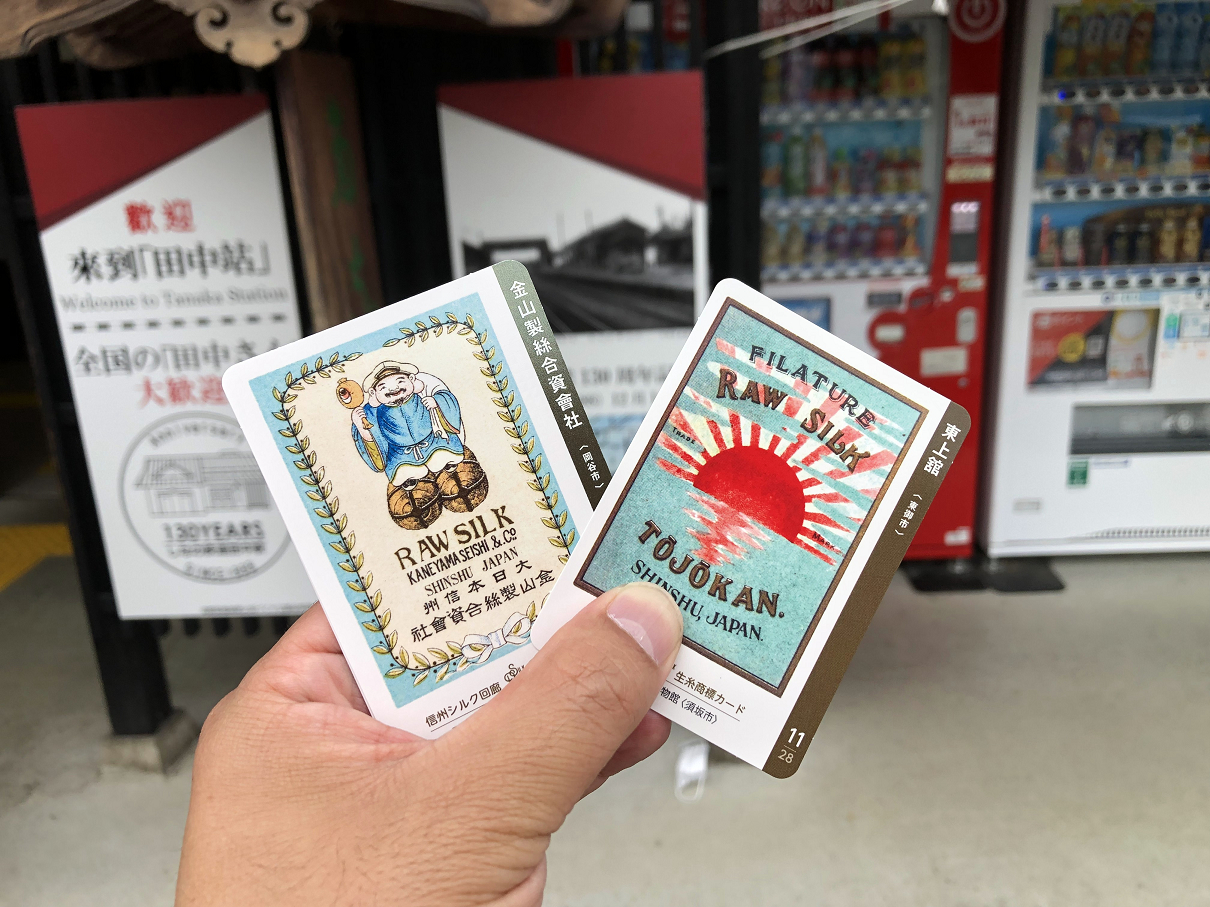 歡迎
來到「田中站」
Welcome to Tanaka Station
全国の「田中さん
大歓迎
130YEARS
金山製絲合資會社
〈岡谷市〉
RAW SILK
KANEYAMA SEISHI, & Cº
SHINSHU JAPAN
大日本信州
金山製絲合資會社
信州シルク回廊
FILATURE
RAW SILK
TRADE
MARK
TŌJŌKAN.
SHINSHU, JAPAN.
東上舘
〈東御市〉
生糸商標カード
物館〈須坂市〉
11
28